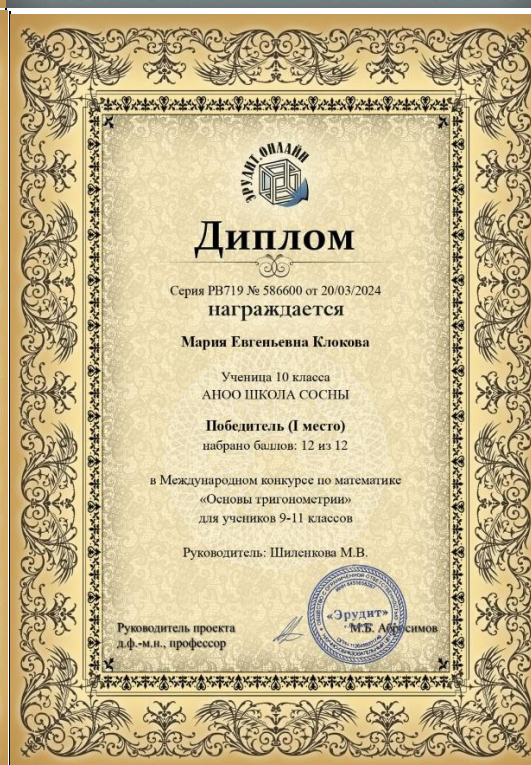 ЭРУДИТ.ОНЛАЙН
Диплом
Серия РВ719 № 586600 от 20/03/2024
награждается
Мария Евгеньевна Клокова
Ученица 10 класса
АНОО ШКОЛА СОСНЫ
Победитель (I место)
набрано баллов: 12 из 12
в Международном конкурсе по математике
«Основы тригонометрии»
для учеников 9-11 классов
Руководитель: Шиленкова М.В.
«Эрудит»
Руководитель проекта М.Б. Абросимов
д.ф.-м.н., профессор